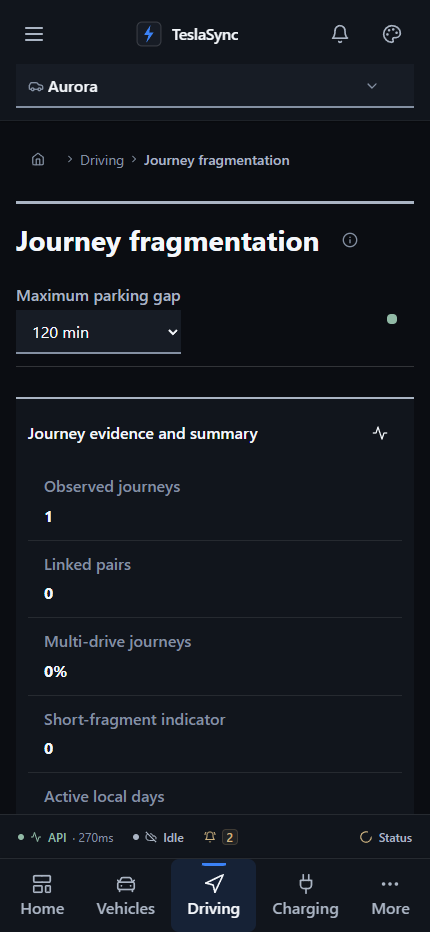 TeslaSync
Aurora
Driving
Journey fragmentation
Journey fragmentation
Maximum parking gap
120 min
Journey evidence and summary
Observed journeys
1
Linked pairs
0
Multi-drive journeys
0%
Short-fragment indicator
0
Active local days
API · 270ms
Idle
2
Status
Home
Vehicles
Driving
Charging
More